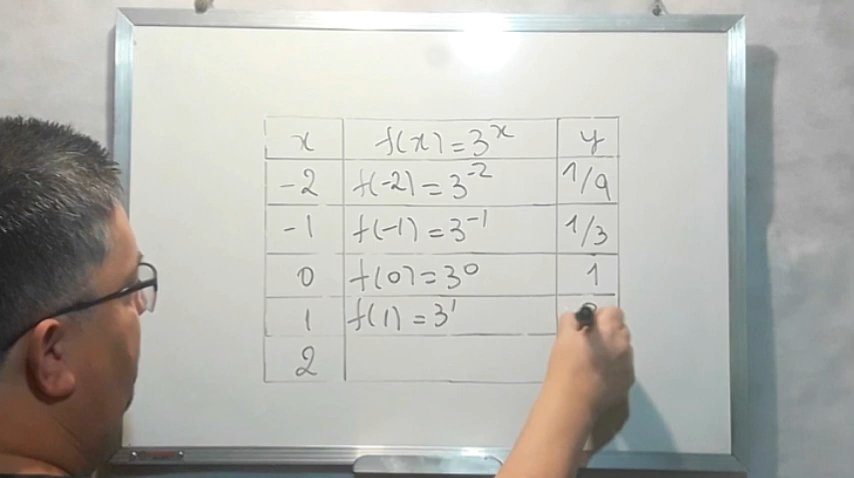 x f(x)=3^x y
-2 f(-2)=3^-2 1/9
-1 f(-1)=3^-1 1/3
0 f(0)=3^0 1
1 f(1)=3^1
2